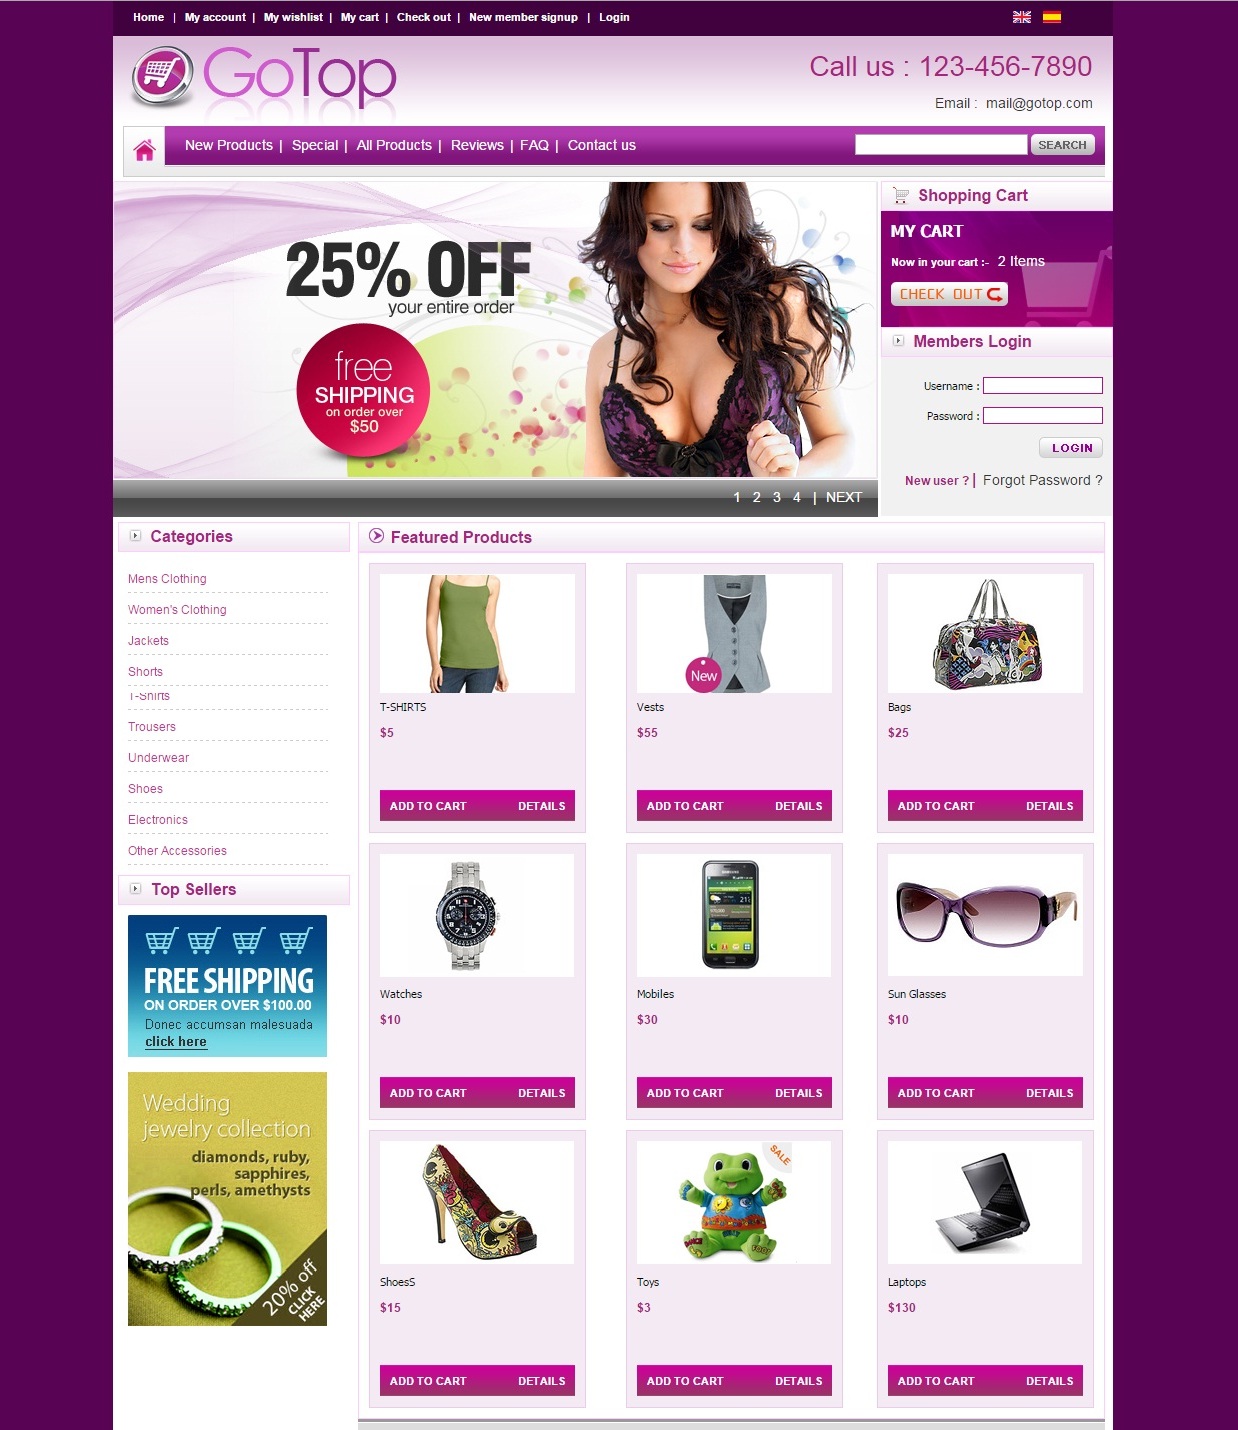 Home | My account | My wishlist | My cart | Check out | New member signup | Login
GoTop
Call us : 123-456-7890
Email : mail@gotop.com
New Products | Special | All Products | Reviews | FAQ | Contact us
SEARCH
25% OFF
your entire order
free
SHIPPING
on order over
$50
1 2 3 4 | NEXT
Shopping Cart
MY CART
Now in your cart :- 2 Items
CHECK OUT
Members Login
Username :
Password :
LOGIN
New user ? | Forgot Password ?
Categories
Mens Clothing
Women's Clothing
Jackets
Shorts
T-Shirts
Trousers
Underwear
Shoes
Electronics
Other Accessories
Top Sellers
FREE SHIPPING
ON ORDER OVER $100.00
Donec accumsan malesuada
click here
Wedding
jewelry collection
diamonds, ruby,
sapphires,
perls, amethysts
20% off
CLICK
HERE
Featured Products
T-SHIRTS
$5
ADD TO CART DETAILS
New
Vests
$55
ADD TO CART DETAILS
Bags
$25
ADD TO CART DETAILS
Watches
$10
ADD TO CART DETAILS
Mobiles
$30
ADD TO CART DETAILS
Sun Glasses
$10
ADD TO CART DETAILS
ShoesS
$15
ADD TO CART DETAILS
SALE
Toys
$3
ADD TO CART DETAILS
Laptops
$130
ADD TO CART DETAILS